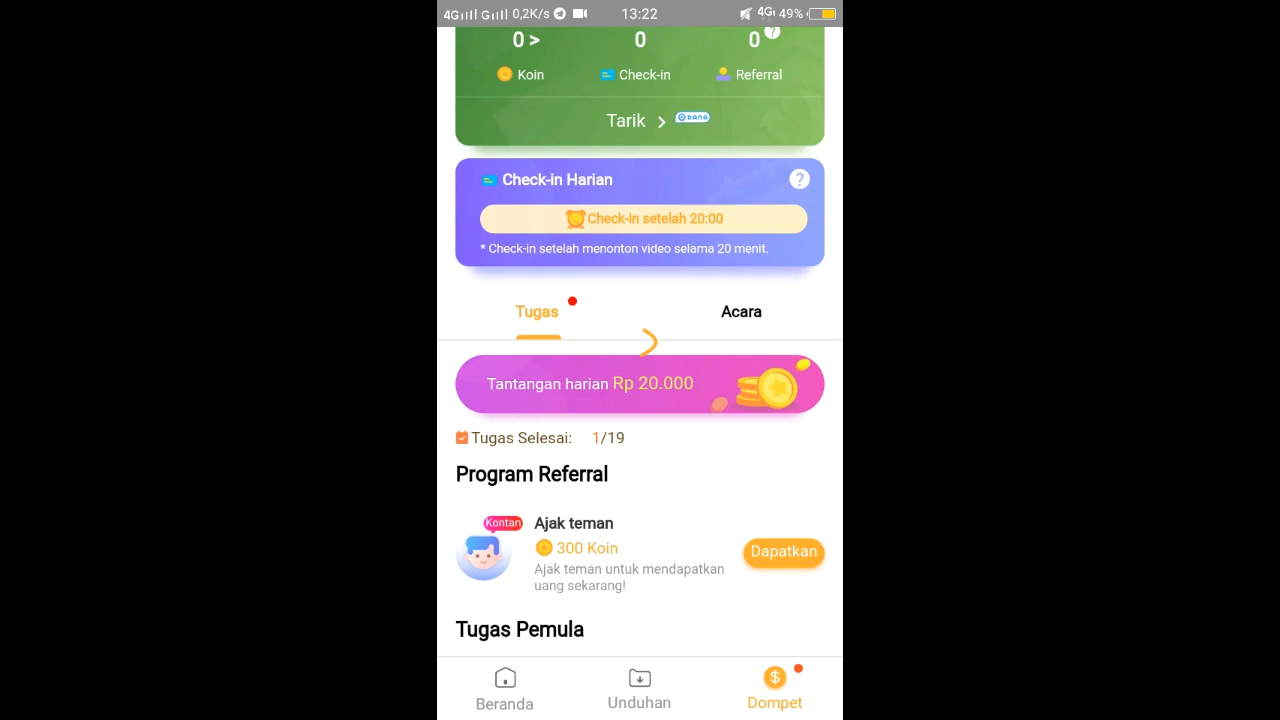 4G G 0,2K/s 13:22 4G 49%
0 > 0 0 ?
Koin Check-in Referral
Tarik > DANA
Check-in Harian ?
Check-in setelah 20:00
* Check-in setelah menonton video selama 20 menit.
Tugas Acara
Tantangan harian Rp 20.000
Tugas Selesai: 1/19
Program Referral
Kontan
Ajak teman
300 Koin
Dapatkan
Ajak teman untuk mendapatkan
uang sekarang!
Tugas Pemula
Beranda Unduhan Dompet